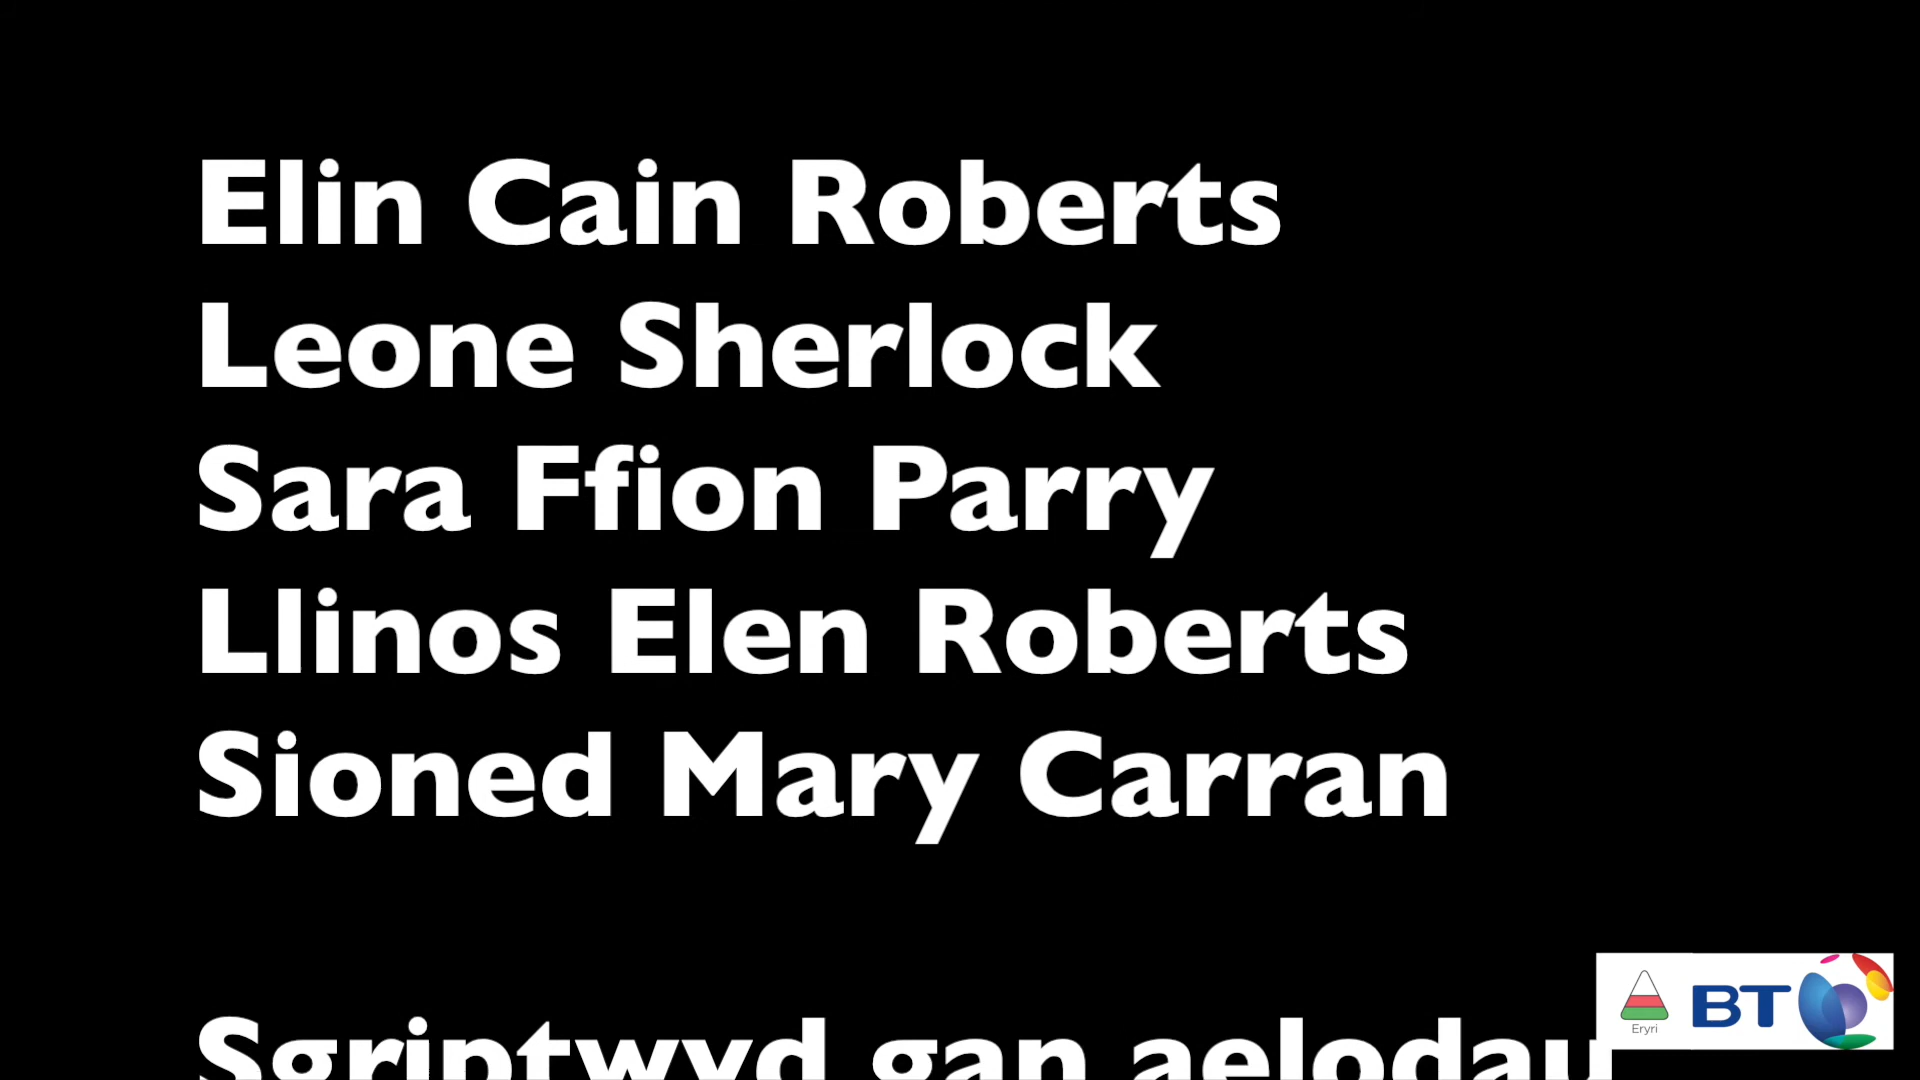 Elin Cain Roberts
Leone Sherlock
Sara Ffion Parry
Llinos Elen Roberts
Sioned Mary Carran
Sgriptwyd gan aelodau
Eryri
BT